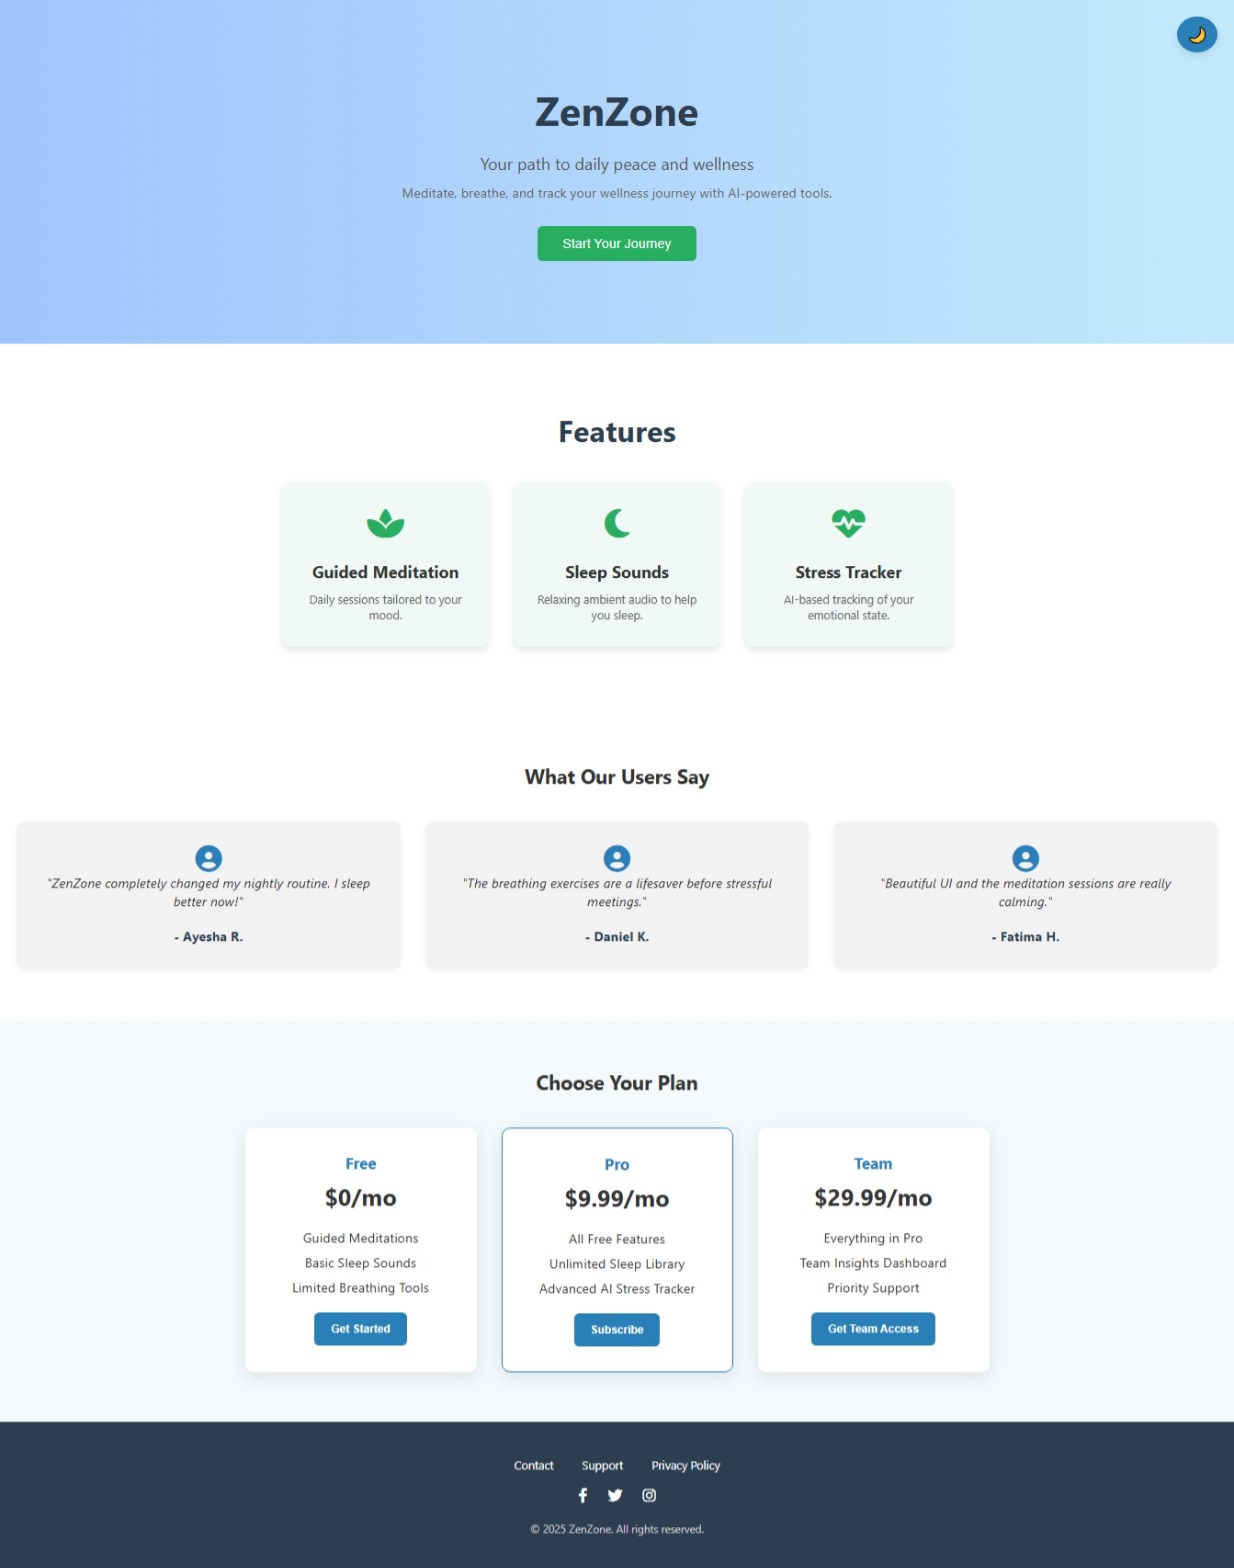 ZenZone
Your path to daily peace and wellness
Meditate, breathe, and track your wellness journey with AI-powered tools.
Start Your Journey
Features
Guided Meditation
Daily sessions tailored to your
mood.
Sleep Sounds
Relaxing ambient audio to help
you sleep.
Stress Tracker
AI-based tracking of your
emotional state.
What Our Users Say
"ZenZone completely changed my nightly routine. I sleep
better now!"
- Ayesha R.
"The breathing exercises are a lifesaver before stressful
meetings."
- Daniel K.
"Beautiful UI and the meditation sessions are really
calming."
- Fatima H.
Choose Your Plan
Free
$0/mo
Guided Meditations
Basic Sleep Sounds
Limited Breathing Tools
Get Started
Pro
$9.99/mo
All Free Features
Unlimited Sleep Library
Advanced AI Stress Tracker
Subscribe
Team
$29.99/mo
Everything in Pro
Team Insights Dashboard
Priority Support
Get Team Access
Contact Support Privacy Policy
© 2025 ZenZone. All rights reserved.